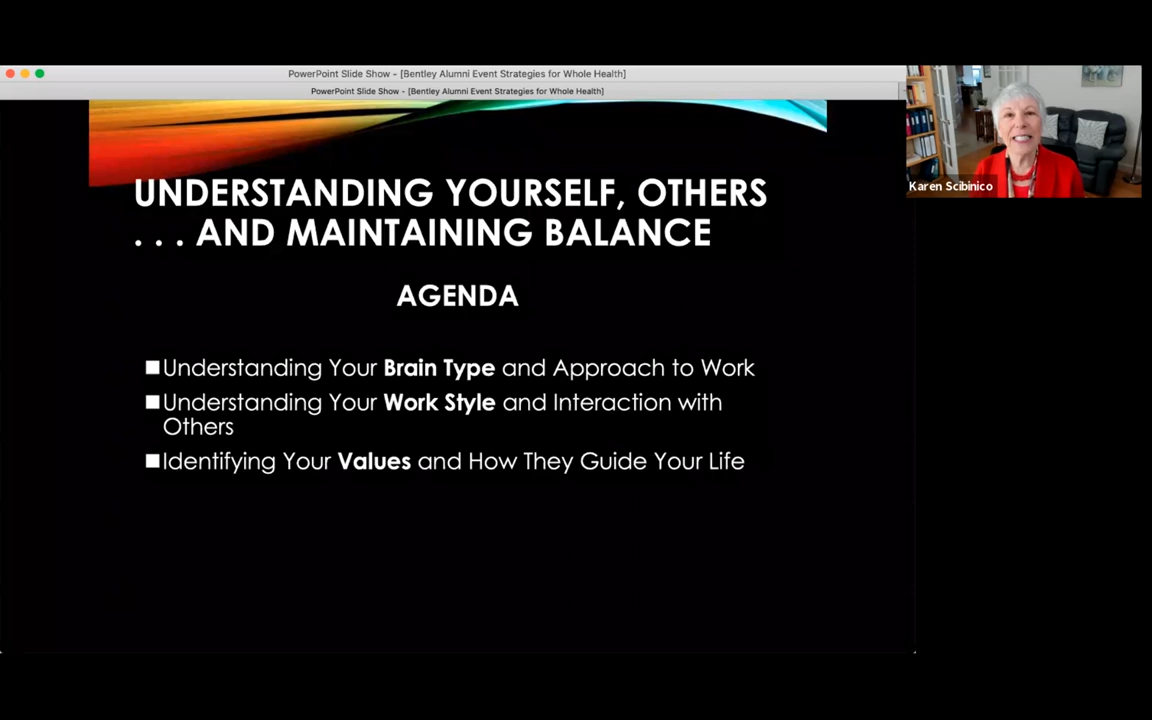 PowerPoint Slide Show - [Bentley Alumni Event Strategies for Whole Health]
PowerPoint Slide Show - [Bentley Alumni Event Strategies for Whole Health]
UNDERSTANDING YOURSELF, OTHERS
. . . AND MAINTAINING BALANCE
AGENDA
Understanding Your Brain Type and Approach to Work
Understanding Your Work Style and Interaction with
Others
Identifying Your Values and How They Guide Your Life
Karen Scibinico